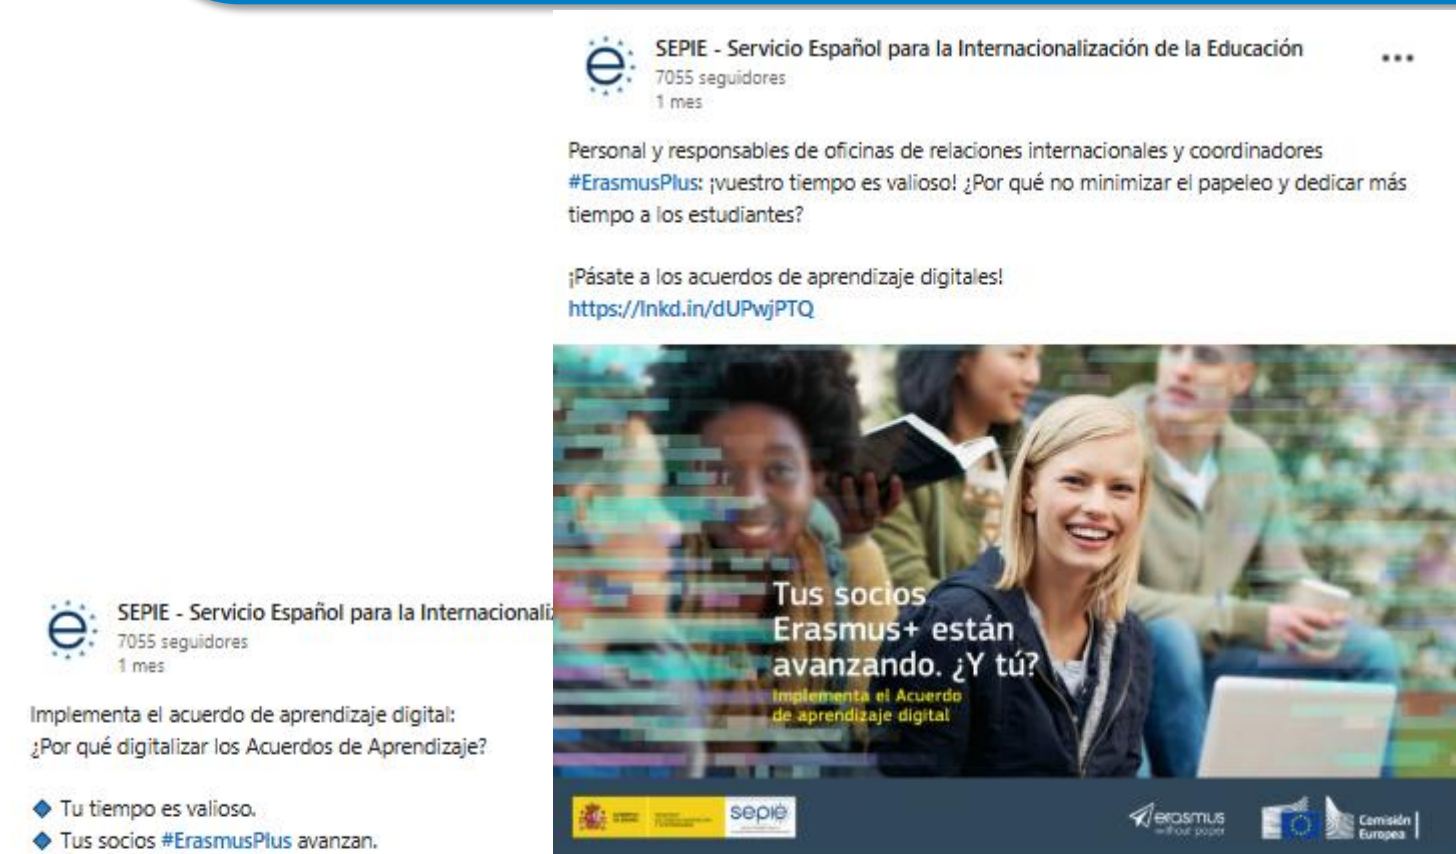 SEPIE - Servicio Español para la Internacionalización de la Educación
7055 seguidores
1 mes
Personal y responsables de oficinas de relaciones internacionales y coordinadores
#ErasmusPlus: ¡vuestro tiempo es valioso! ¿Por qué no minimizar el papeleo y dedicar más
tiempo a los estudiantes?
¡Pásate a los acuerdos de aprendizaje digitales!
https://lnkd.in/dUPwjPTQ
Tus socios
Erasmus+ están
avanzando. ¿Y tú?
Implementa el Acuerdo
de aprendizaje digital
sepie
erasmus
without paper
Comisión
Europea
SEPIE - Servicio Español para la Internacionali
7055 seguidores
1 mes
Implementa el acuerdo de aprendizaje digital:
¿Por qué digitalizar los Acuerdos de Aprendizaje?
Tu tiempo es valioso.
Tus socios #ErasmusPlus avanzan.